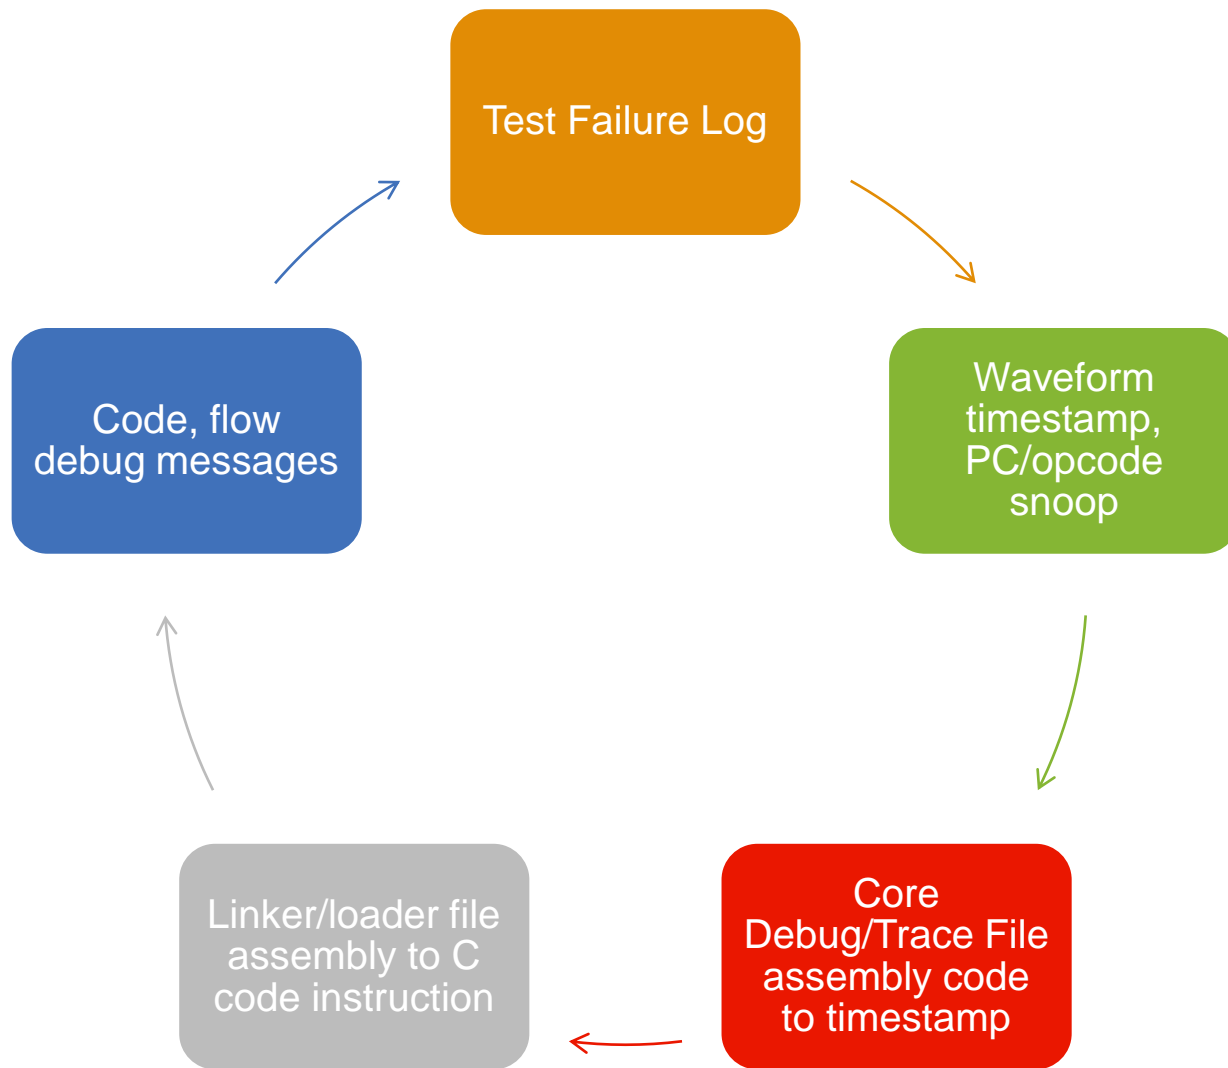 Test Failure Log
Waveform
timestamp,
PC/opcode
snoop
Core
Debug/Trace File
assembly code
to timestamp
Linker/loader file
assembly to C
code instruction
Code, flow
debug messages